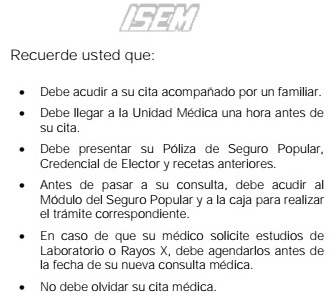 ISEM
Recuerde usted que:
• Debe acudir a su cita acompañado por un familiar.
• Debe llegar a la Unidad Médica una hora antes de
su cita.
• Debe presentar su Póliza de Seguro Popular,
Credencial de Elector y recetas anteriores.
• Antes de pasar a su consulta, debe acudir al
Módulo del Seguro Popular y a la caja para realizar
el trámite correspondiente.
• En caso de que su médico solicite estudios de
Laboratorio o Rayos X, debe agendarlos antes de
la fecha de su nueva consulta médica.
• No debe olvidar su cita médica.